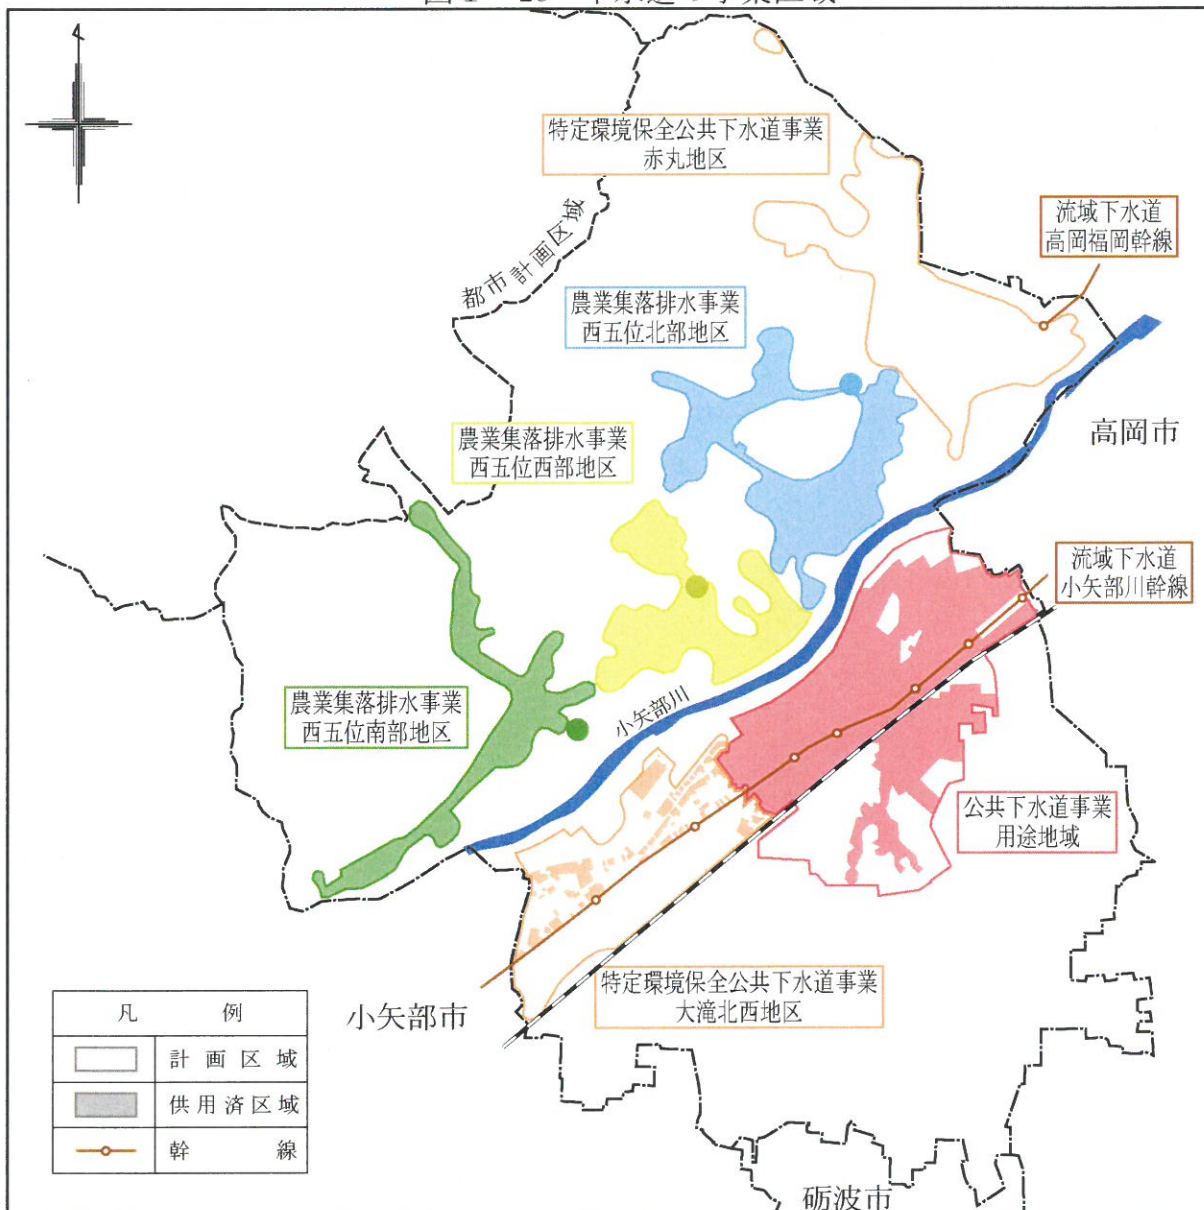 特定環境保全公共下水道事業
赤丸地区
流域下水道
高岡福岡幹線
都市計画区域
農業集落排水事業
西五位北部地区
高岡市
農業集落排水事業
西五位西部地区
流域下水道
小矢部川幹線
農業集落排水事業
西五位南部地区
小矢部川
公共下水道事業
用途地域
特定環境保全公共下水道事業
大滝北西地区
小矢部市
凡例
計画区域
供用済区域
幹線
砺波市